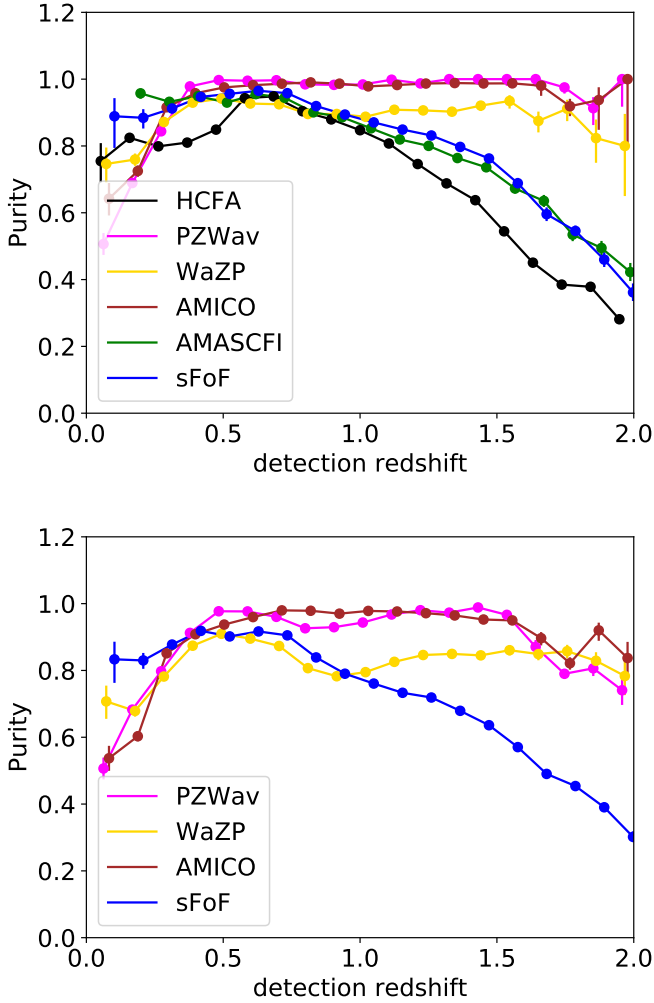 1.2
1.0
0.8
0.6
0.4
0.2
0.0
Purity
HCFA
PZWav
WaZP
AMICO
AMASCFI
sFoF
0.0 0.5 1.0 1.5 2.0
detection redshift
1.2
1.0
0.8
0.6
0.4
0.2
0.0
Purity
PZWav
WaZP
AMICO
sFoF
0.0 0.5 1.0 1.5 2.0
detection redshift